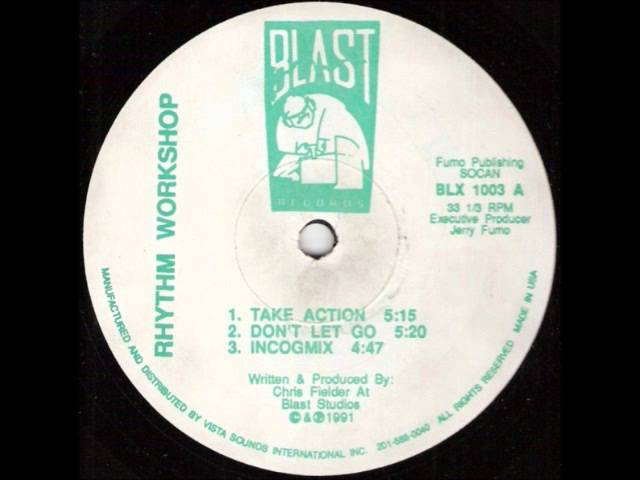 BLAST
RECORDS
RHYTHM WORKSHOP
Fumo Publishing
SOCAN
BLX 1003 A
33 1/3 RPM
Executive Producer
Jerry Fumo
1. TAKE ACTION 5:15
2. DON'T LET GO 5:20
3. INCOGMIX 4:47
Written & Produced By:
Chris Fielder At
Blast Studios
©&℗1991
MANUFACTURED AND DISTRIBUTED BY VISTA SOUNDS INTERNATIONAL INC. 201-568-0040 ALL RIGHTS RESERVED MADE IN USA